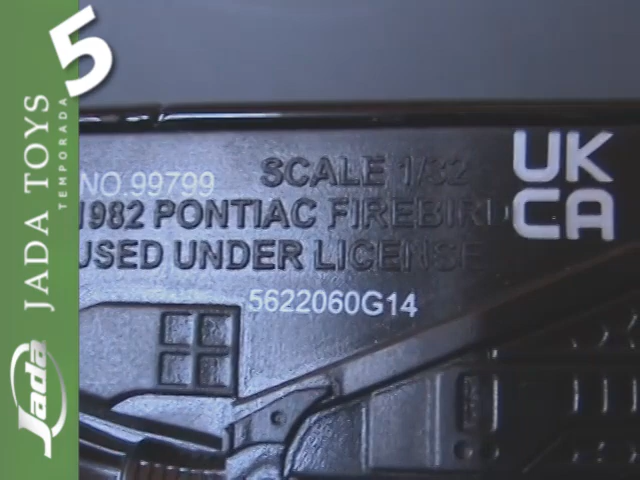 5
JADA TOYS
TEMPORADA
Jada
NO.99799
SCALE 1/32
1982 PONTIAC FIREBIRD
USED UNDER LICENSE
5622060G14
UK
CA